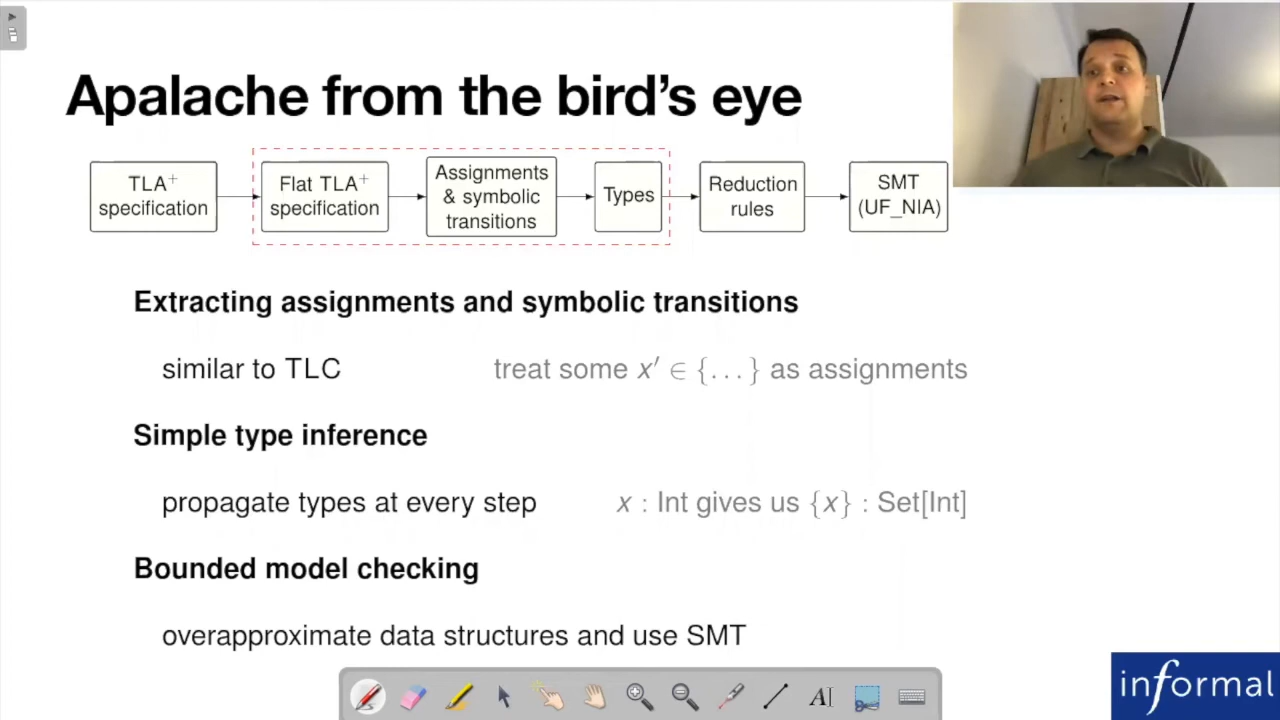 Apalache from the bird's eye
TLA+
specification
Flat TLA+
specification
Assignments
& symbolic
transitions
Types
Reduction
rules
SMT
(UF_NIA)
Extracting assignments and symbolic transitions
similar to TLC
treat some x′ ∈ {...} as assignments
Simple type inference
propagate types at every step
x : Int gives us {x} : Set[Int]
Bounded model checking
overapproximate data structures and use SMT
AI
informal